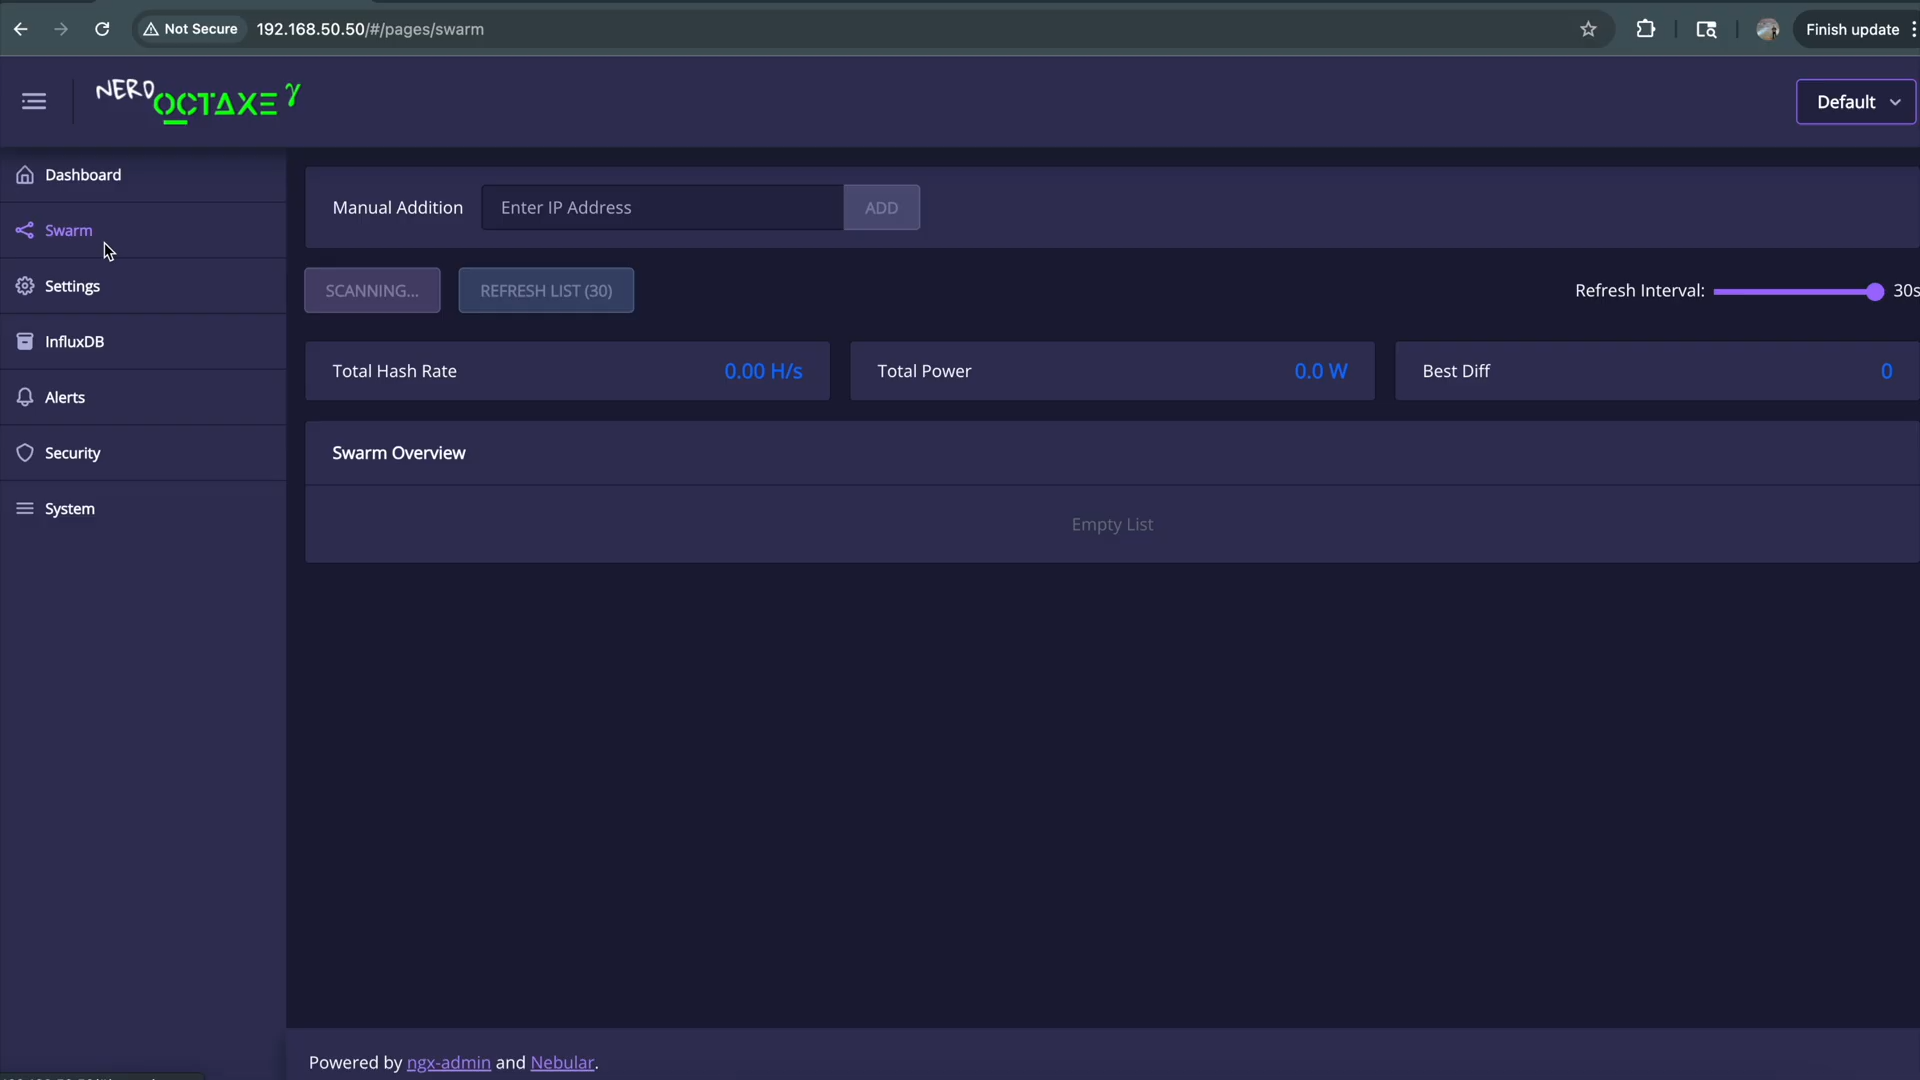 Not Secure
192.168.50.50/#/pages/swarm
Finish update
NERD OCTAXE γ
Default
Dashboard
Swarm
Settings
InfluxDB
Alerts
Security
System
Manual Addition
Enter IP Address
ADD
SCANNING...
REFRESH LIST (30)
Refresh Interval:
30s
Total Hash Rate
0.00 H/s
Total Power
0.0 W
Best Diff
0
Swarm Overview
Empty List
Powered by ngx-admin and Nebular.